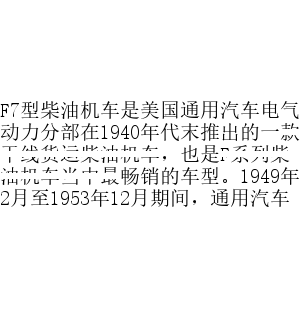 F7型柴油机车是美国通用汽车电气
动力分部在1940年代末推出的一款
干线货运柴油机车，也是F系列柴
油机车当中最畅销的车型。1949年
2月至1953年12月期间，通用汽车